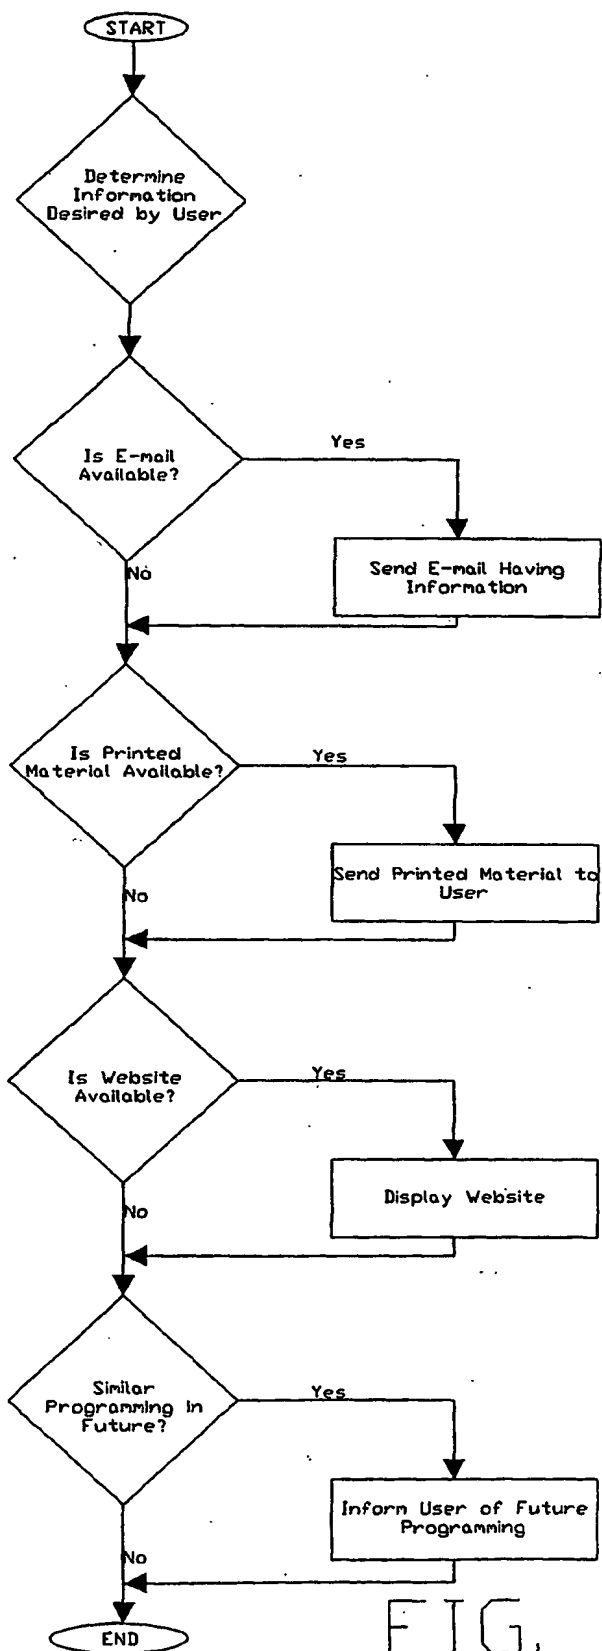 START
Determine
Information
Desired by User
Is E-mail
Available?
Yes
Send E-mail Having
Information
No
Is Printed
Material Available?
Yes
Send Printed Material to
User
No
Is Website
Available?
Yes
Display Website
No
Similar
Programming in
Future?
Yes
Inform User of Future
Programming
No
END
FIG.